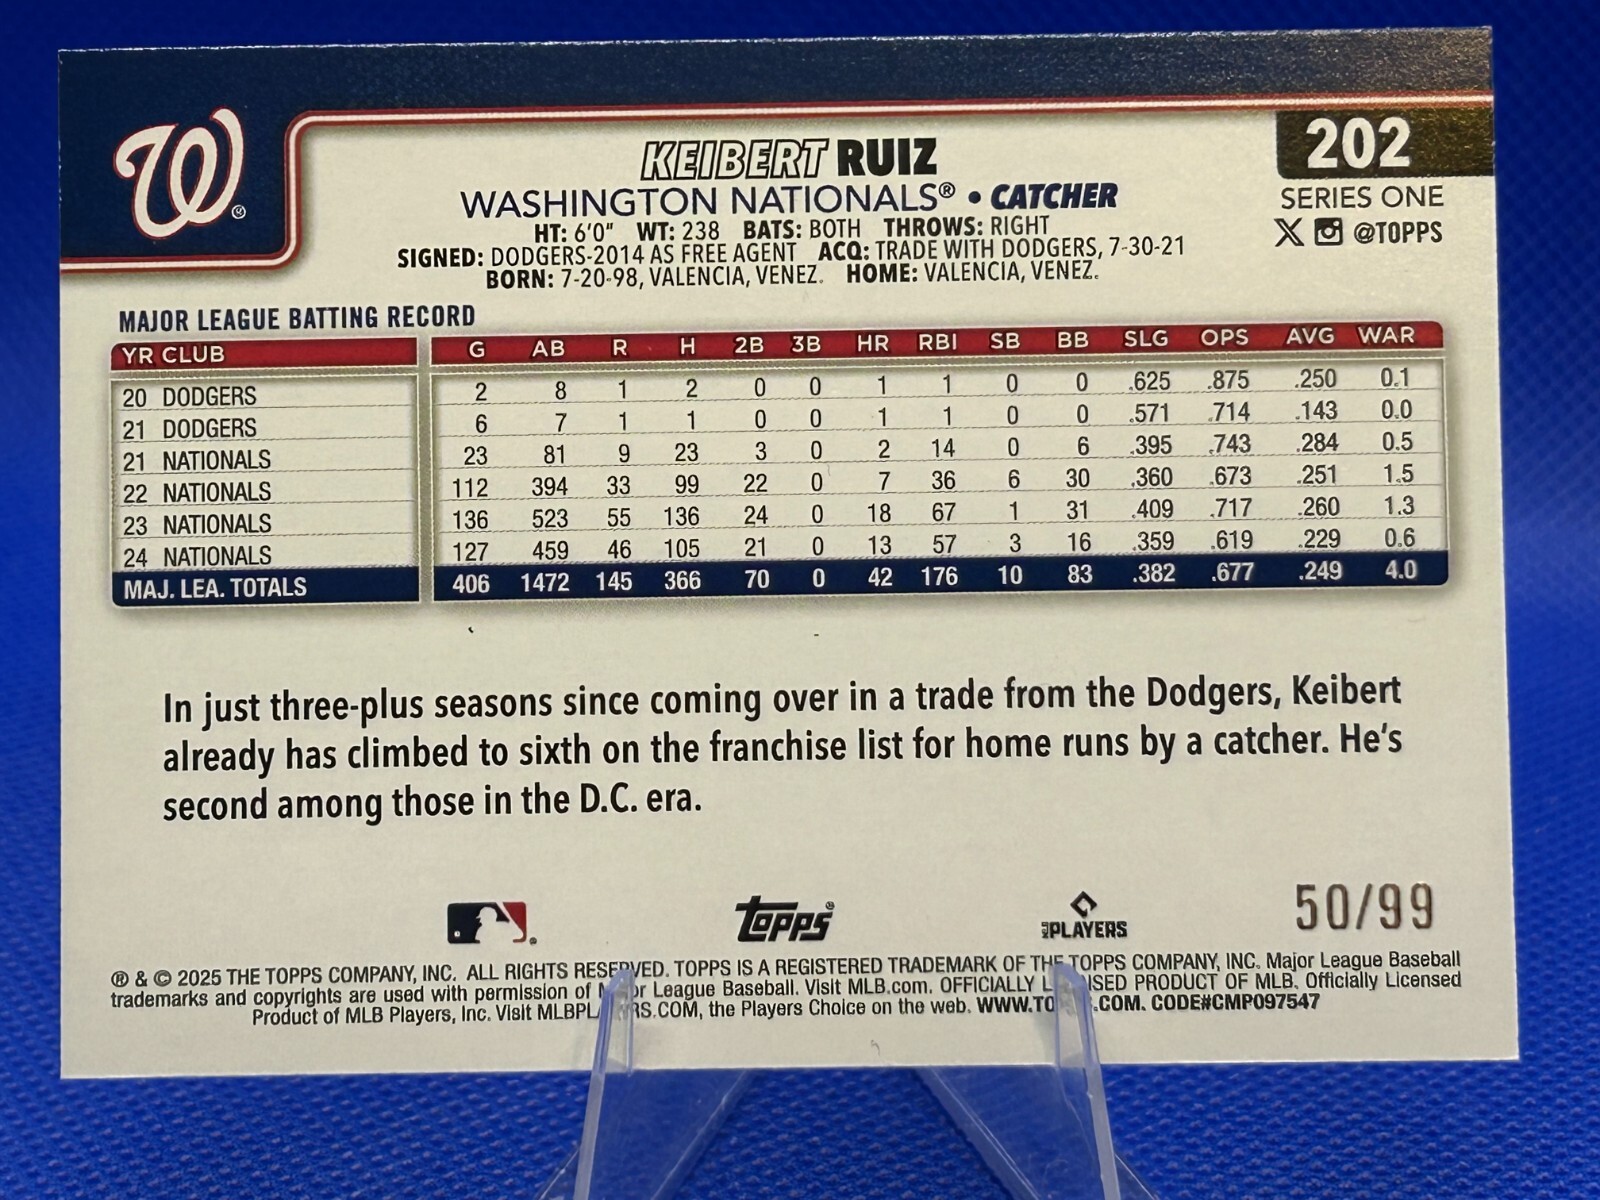 W ®
KEIBERT RUIZ
202
WASHINGTON NATIONALS® • CATCHER
SERIES ONE
HT: 6'0" WT: 238 BATS: BOTH THROWS: RIGHT
@TOPPS
SIGNED: DODGERS-2014 AS FREE AGENT ACQ: TRADE WITH DODGERS, 7-30-21
BORN: 7-20-98, VALENCIA, VENEZ. HOME: VALENCIA, VENEZ.
MAJOR LEAGUE BATTING RECORD
YR CLUB G AB R H 2B 3B HR RBI SB BB SLG OPS AVG WAR
20 DODGERS 2 8 1 2 0 0 1 1 0 0 .625 .875 .250 0.1
21 DODGERS 6 7 1 1 0 0 1 1 0 0 .571 .714 .143 0.0
21 NATIONALS 23 81 9 23 3 0 2 14 0 6 .395 .743 .284 0.5
22 NATIONALS 112 394 33 99 22 0 7 36 6 30 .360 .673 .251 1.5
23 NATIONALS 136 523 55 136 24 0 18 67 1 31 .409 .717 .260 1.3
24 NATIONALS 127 459 46 105 21 0 13 57 3 16 .359 .619 .229 0.6
MAJ. LEA. TOTALS 406 1472 145 366 70 0 42 176 10 83 .382 .677 .249 4.0
In just three-plus seasons since coming over in a trade from the Dodgers, Keibert
already has climbed to sixth on the franchise list for home runs by a catcher. He's
second among those in the D.C. era.
50/99
topps®
PLAYERS
® & © 2025 THE TOPPS COMPANY, INC. ALL RIGHTS RESERVED. TOPPS IS A REGISTERED TRADEMARK OF THE TOPPS COMPANY, INC. Major League Baseball
trademarks and copyrights are used with permission of Major League Baseball. Visit MLB.com. OFFICIALLY LICENSED PRODUCT OF MLB. Officially Licensed
Product of MLB Players, Inc. Visit MLBPLAYERS.COM, the Players Choice on the web. WWW.TOPPS.COM. CODE#CMP097547